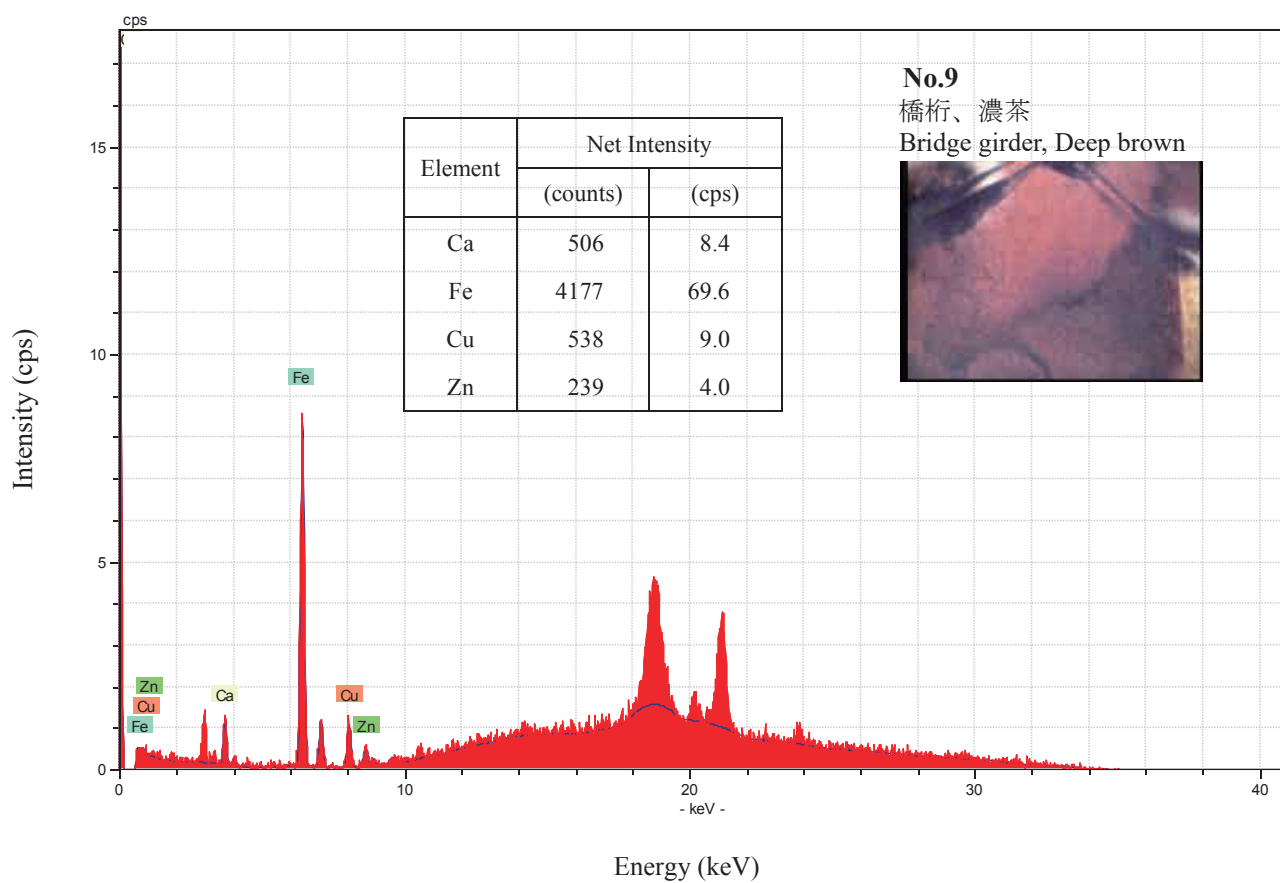 cps
No.9
橋桁、濃茶
Bridge girder, Deep brown
Element Net Intensity
(counts) (cps)
Ca 506 8.4
Fe 4177 69.6
Cu 538 9.0
Zn 239 4.0
15
10
5
0
Fe
Zn
Cu
Fe
Ca
Cu
Zn
0 10 20 30 40
- keV -
Intensity (cps)
Energy (keV)